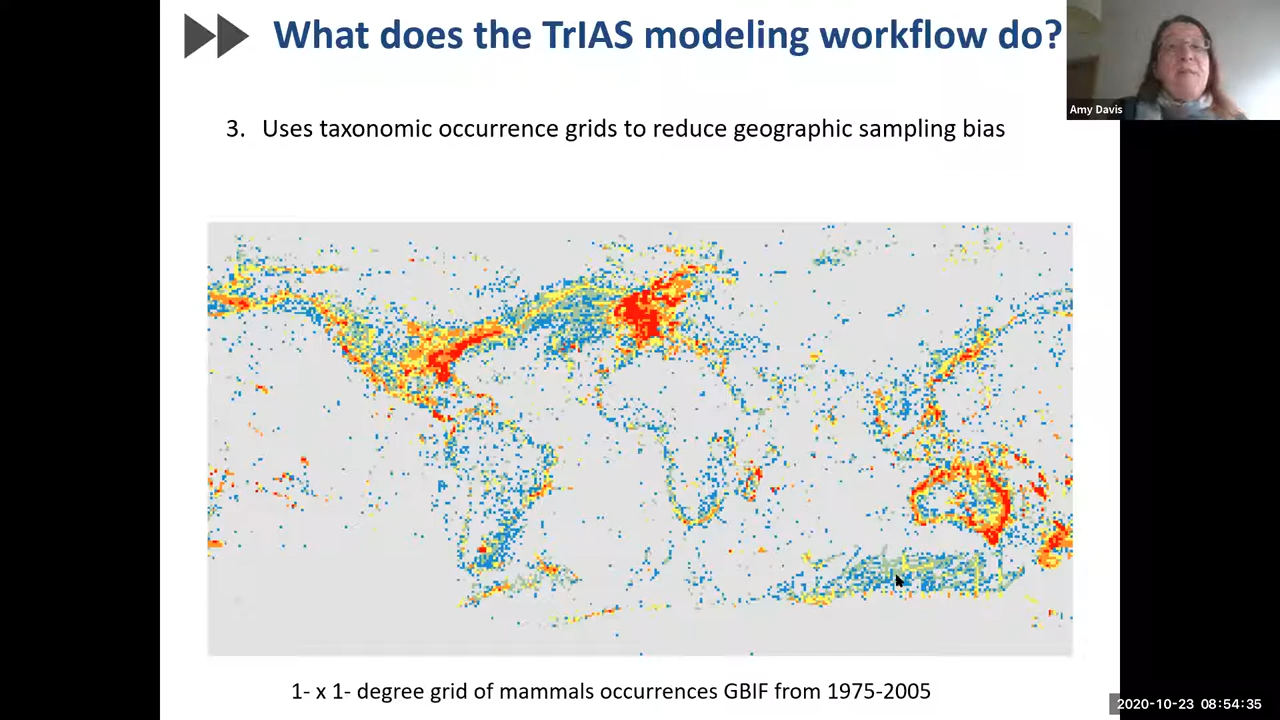 What does the TrIAS modeling workflow do?
Amy Davis
3. Uses taxonomic occurrence grids to reduce geographic sampling bias
1- x 1- degree grid of mammals occurrences GBIF from 1975-2005
2020-10-23 08:54:35